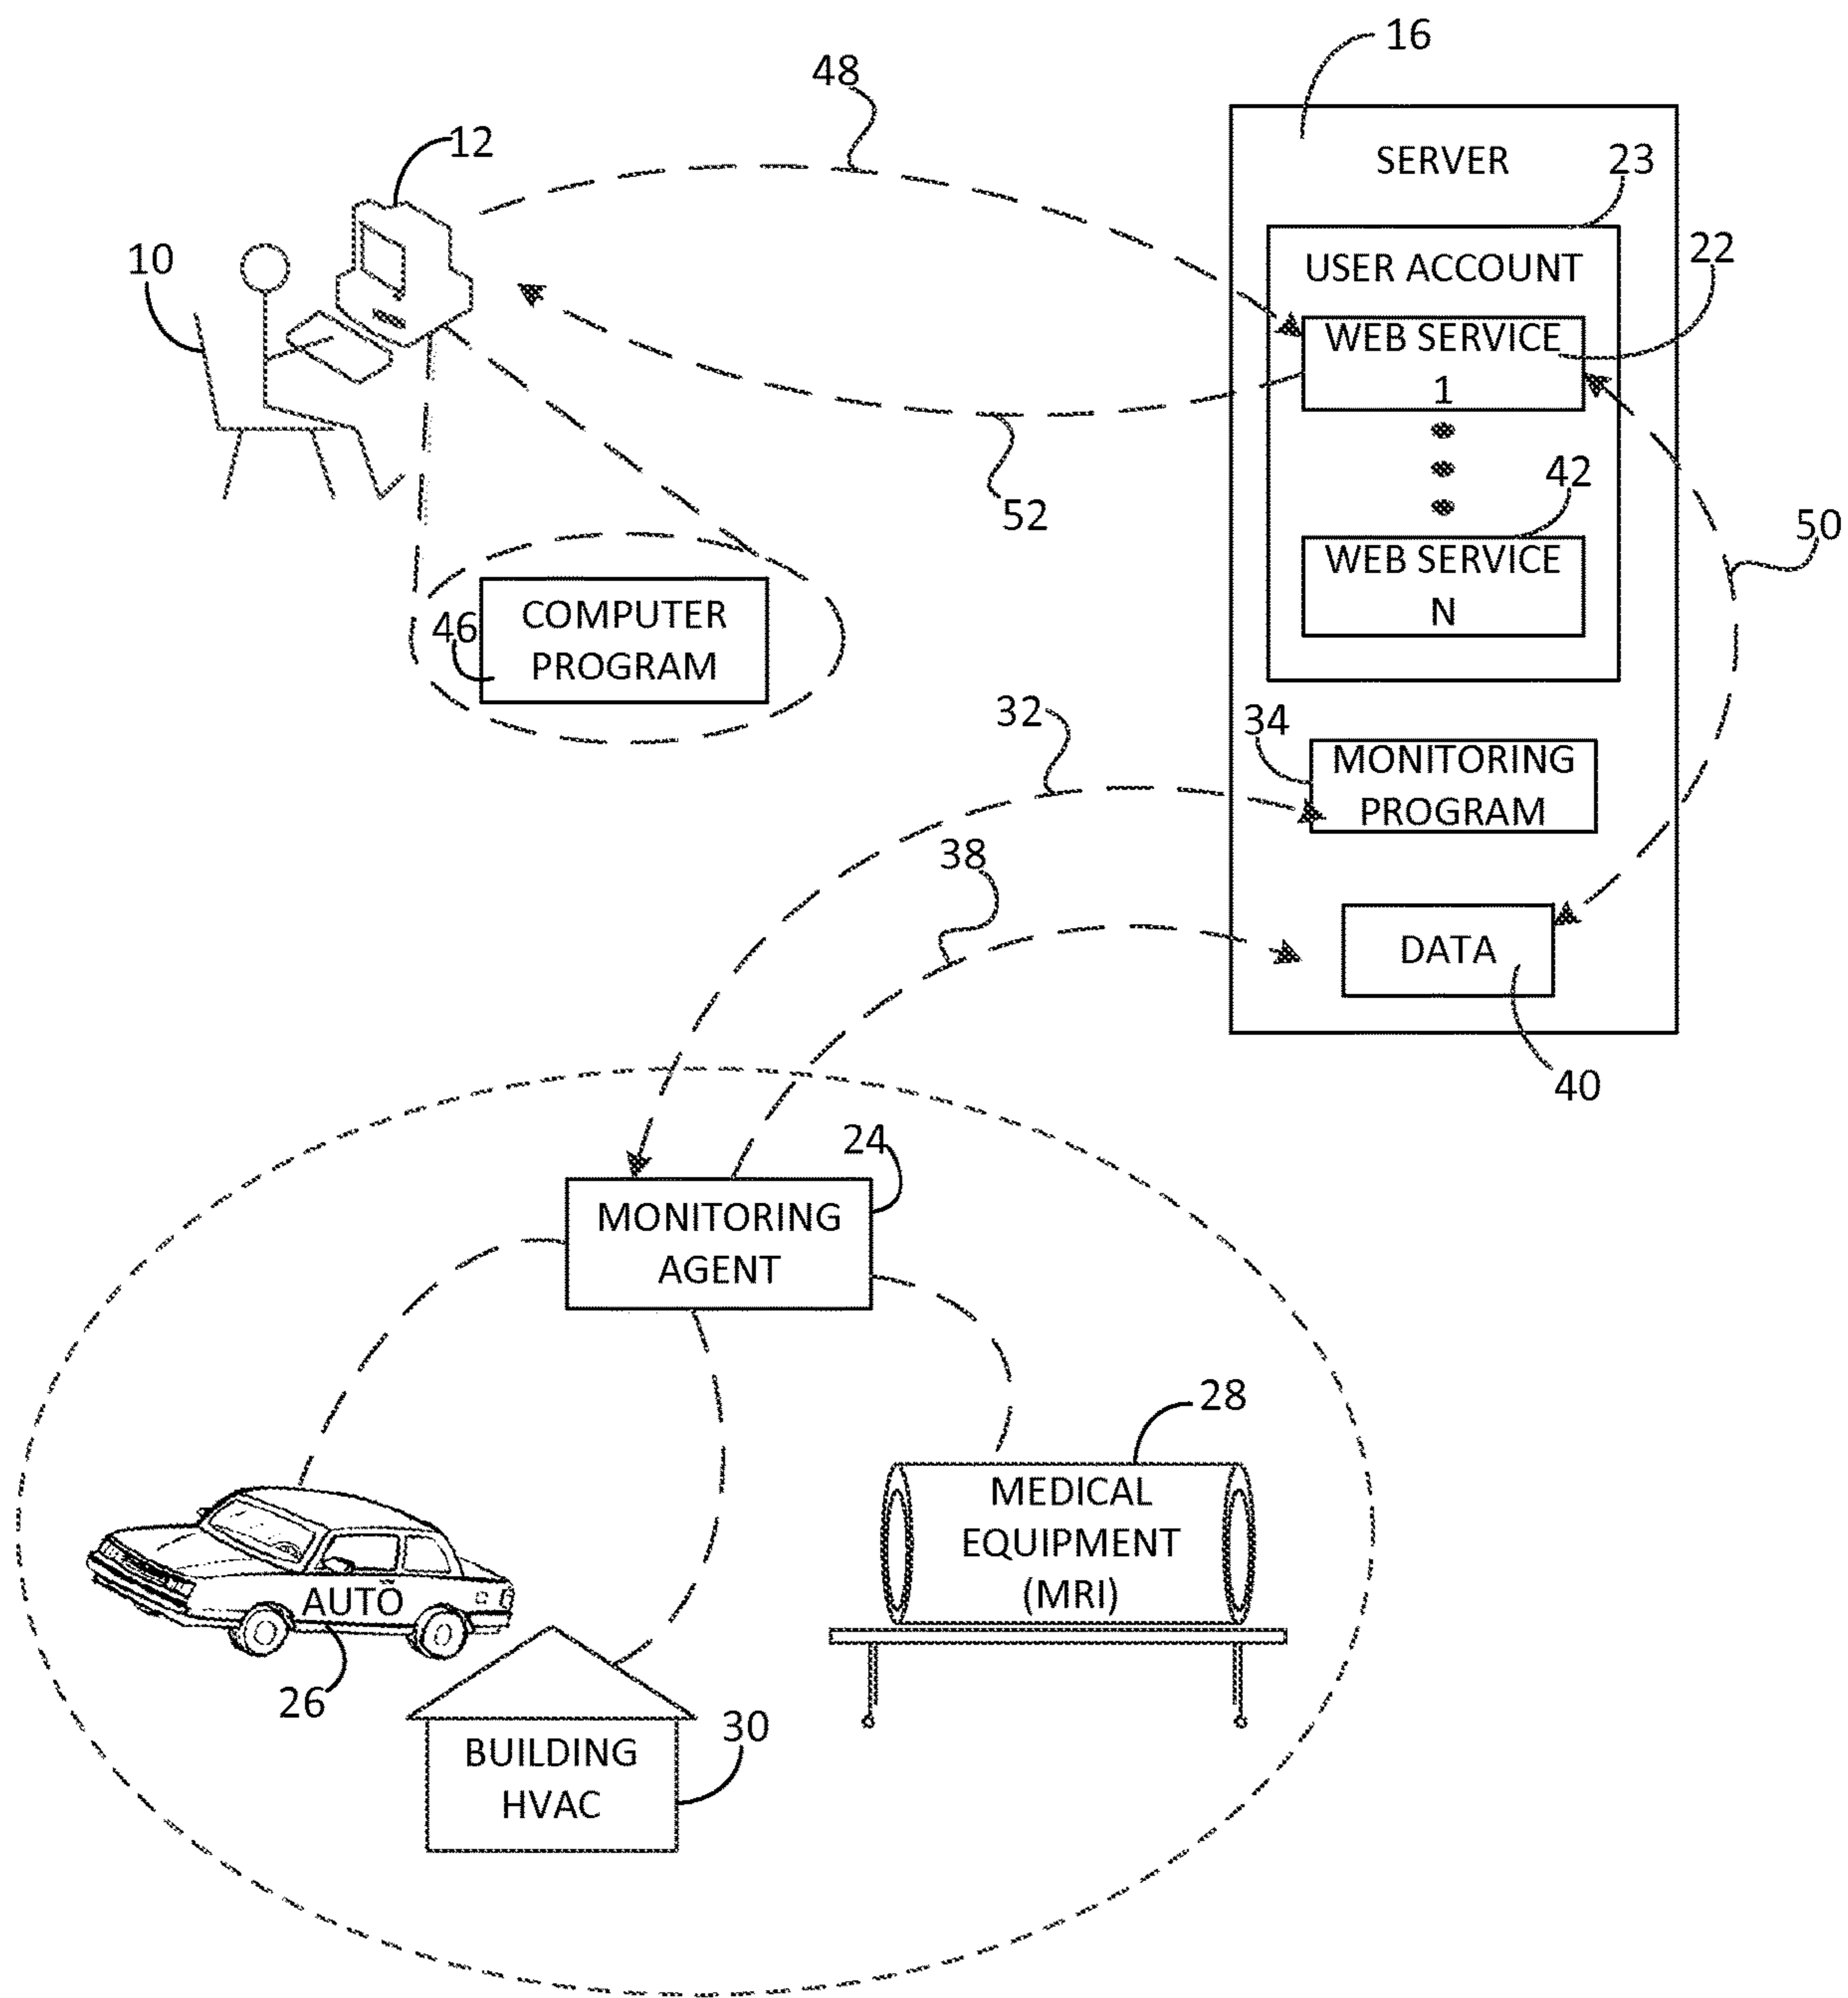 16
48
12
SERVER
23
10
USER ACCOUNT
22
WEB SERVICE
1
42
52
50
WEB SERVICE
N
COMPUTER
PROGRAM
46
32
34
MONITORING
PROGRAM
38
DATA
40
24
MONITORING
AGENT
28
MEDICAL
EQUIPMENT
(MRI)
AUTO
26
30
BUILDING
HVAC